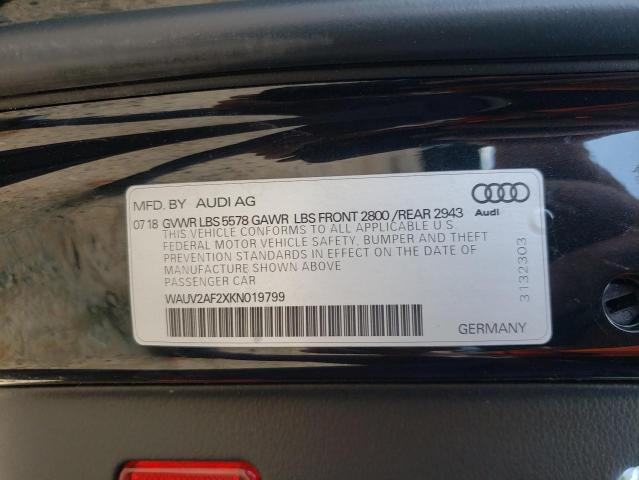 MFD. BY AUDI AG
07 18 GVWR LBS 5578 GAWR LBS FRONT 2800 /REAR 2943
THIS VEHICLE CONFORMS TO ALL APPLICABLE U.S.
FEDERAL MOTOR VEHICLE SAFETY, BUMPER AND THEFT
PREVENTION STANDARDS IN EFFECT ON THE DATE OF
MANUFACTURE SHOWN ABOVE
PASSENGER CAR
WAUV2AF2XKN019799
GERMANY
Audi
3132303